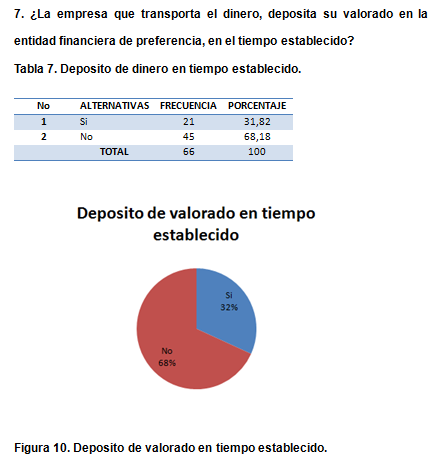 7. ¿La empresa que transporta el dinero, deposita su valorado en la
entidad financiera de preferencia, en el tiempo establecido?
Tabla 7. Deposito de dinero en tiempo establecido.
No ALTERNATIVAS FRECUENCIA PORCENTAJE
1 Si 21 31,82
2 No 45 68,18
TOTAL 66 100
Deposito de valorado en tiempo
establecido
Si
32%
No
68%
Figura 10. Deposito de valorado en tiempo establecido.